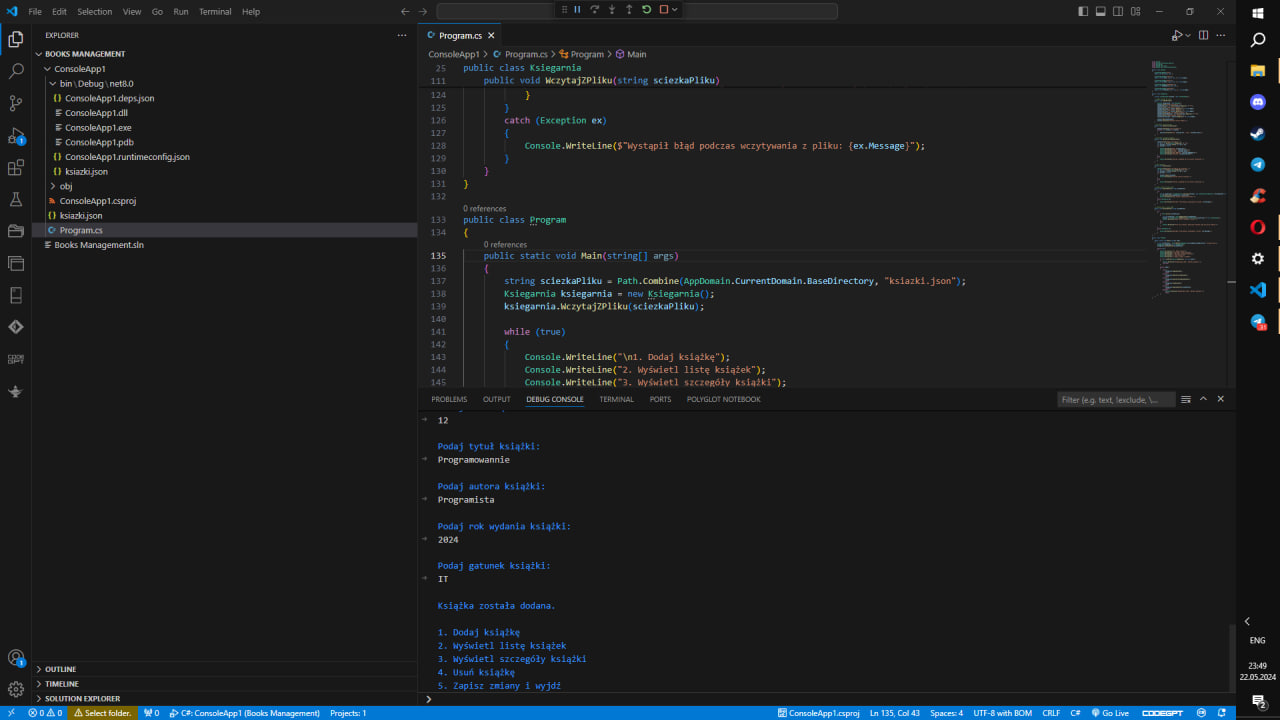 File Edit Selection View Go Run Terminal Help
EXPLORER
BOOKS MANAGEMENT
ConsoleApp1
bin\Debug\net8.0
ConsoleApp1.deps.json
ConsoleApp1.dll
ConsoleApp1.exe
ConsoleApp1.pdb
ConsoleApp1.runtimeconfig.json
ksiazki.json
obj
ConsoleApp1.csproj
ksiazki.json
Program.cs
Books Management.sln
OUTLINE
TIMELINE
SOLUTION EXPLORER
Program.cs
ConsoleApp1 > Program.cs > Program > Main
25 public class Ksiegarnia
111 public void WczytajZPliku(string sciezkaPliku)
124 }
125 }
126 catch (Exception ex)
127 {
128 Console.WriteLine($"Wystąpił błąd podczas wczytywania z pliku: {ex.Message}");
129 }
130 }
131 }
132
0 references
133 public class Program
134 {
0 references
135 public static void Main(string[] args)
136 {
137 string sciezkaPliku = Path.Combine(AppDomain.CurrentDomain.BaseDirectory, "ksiazki.json");
138 Ksiegarnia ksiegarnia = new Ksiegarnia();
139 ksiegarnia.WczytajZPliku(sciezkaPliku);
140
141 while (true)
142 {
143 Console.WriteLine("\n1. Dodaj książkę");
144 Console.WriteLine("2. Wyświetl listę książek");
145 Console.WriteLine("3. Wyświetl szczegóły książki");
PROBLEMS OUTPUT DEBUG CONSOLE TERMINAL PORTS POLYGLOT NOTEBOOK
Filter (e.g. text, !exclude, \...
12
Podaj tytuł książki:
Programowannie
Podaj autora książki:
Programista
Podaj rok wydania książki:
2024
Podaj gatunek książki:
IT
Książka została dodana.
1. Dodaj książkę
2. Wyświetl listę książek
3. Wyświetl szczegóły książki
4. Usuń książkę
5. Zapisz zmiany i wyjdź
0 0 Select folder. 0 C#: ConsoleApp1 (Books Management) Projects: 1
ConsoleApp1.csproj Ln 135, Col 43 Spaces: 4 UTF-8 with BOM CRLF C# Go Live CODEGPT
ENG
23:49
22.05.2024
2